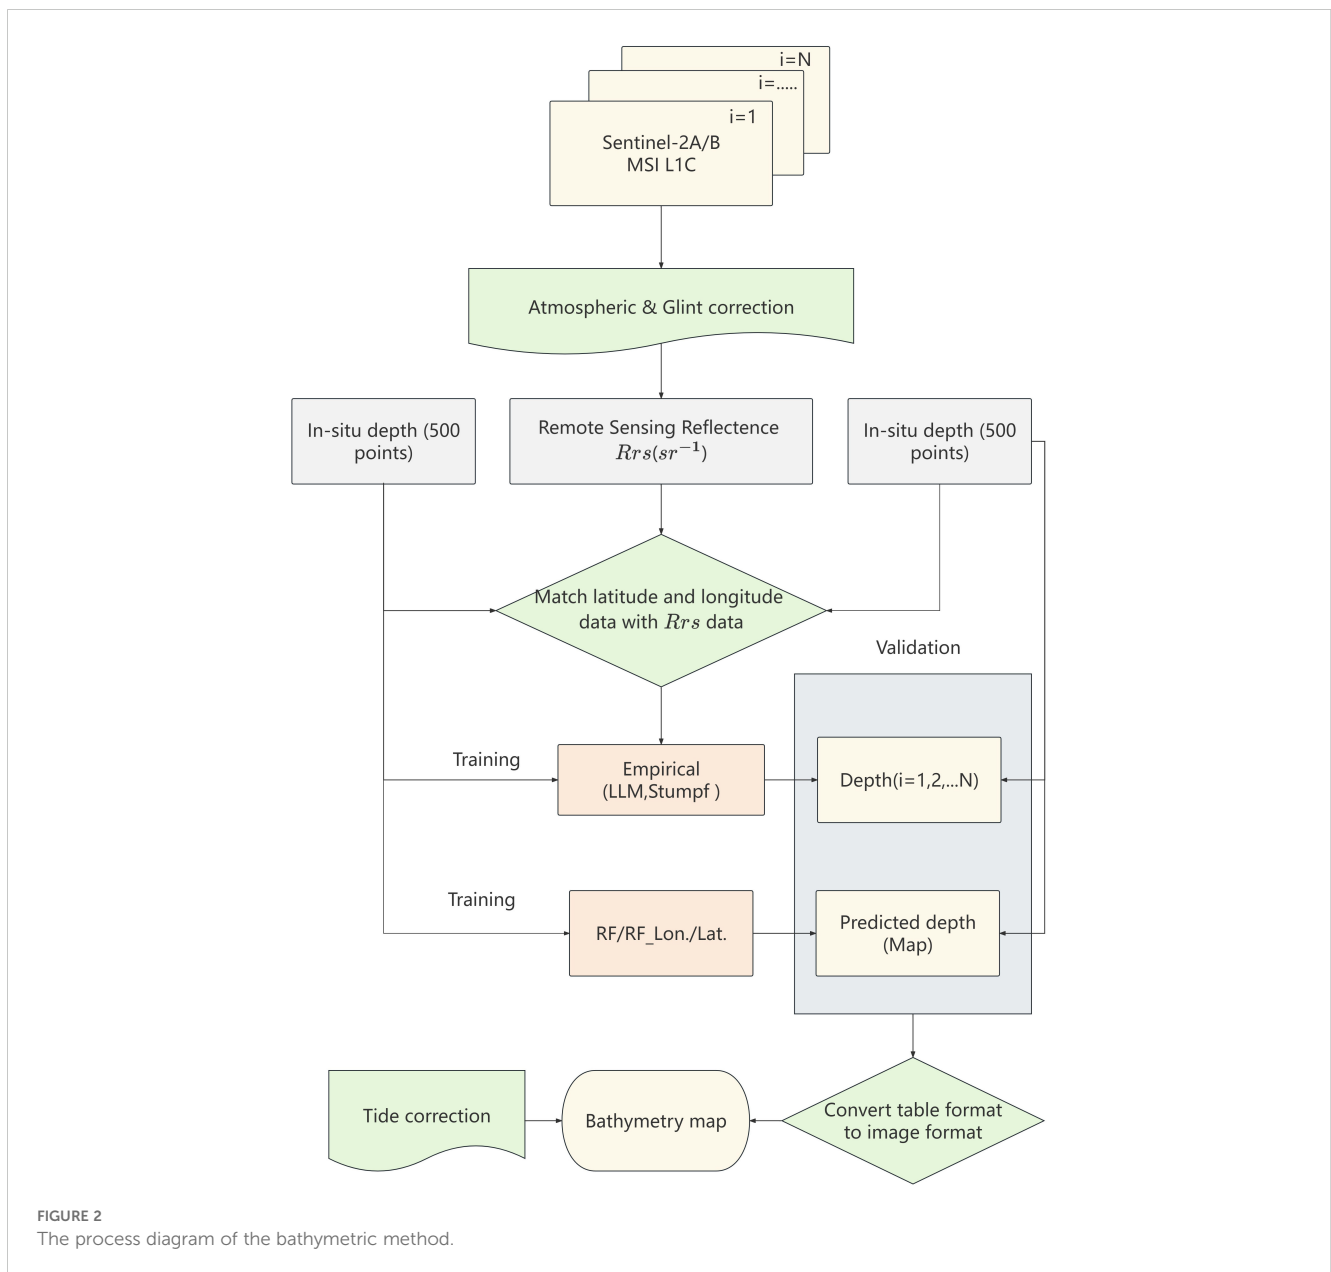 i=N
i=.....
i=1
Sentinel-2A/B
MSI L1C
Atmospheric & Glint correction
In-situ depth (500
points)
Remote Sensing Reflectence
Rrs(sr⁻¹)
In-situ depth (500
points)
Match latitude and longitude
data with Rrs data
Validation
Training
Empirical
(LLM,Stumpf )
Depth(i=1,2,...N)
Training
RF/RF_Lon./Lat.
Predicted depth
(Map)
Tide correction
Bathymetry map
Convert table format
to image format
FIGURE 2
The process diagram of the bathymetric method.